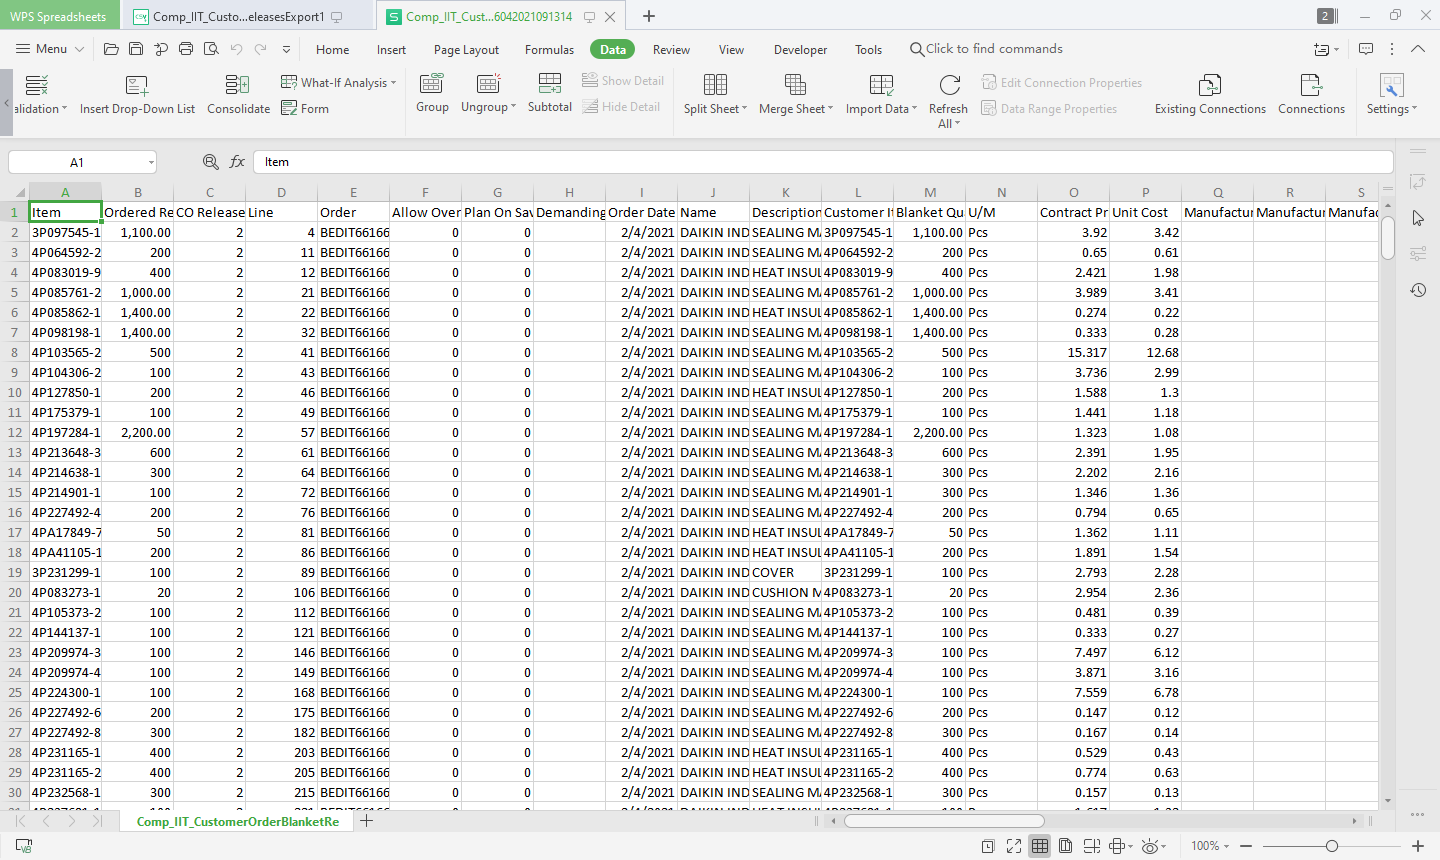 WPS Spreadsheets Comp_IIT_Custo...eleasesExport1 Comp_IIT_Cust...6042021091314 2
Menu Home Insert Page Layout Formulas Data Review View Developer Tools Click to find commands
alidation Insert Drop-Down List Consolidate What-If Analysis Form Group Ungroup Subtotal Show Detail Hide Detail Split Sheet Merge Sheet Import Data Refresh All Edit Connection Properties Data Range Properties Existing Connections Connections Settings
A1 fx Item
A B C D E F G H I J K L M N O P Q R S
1 Item Ordered Re CO Release Line Order Allow Over Plan On Sav Demanding Order Date Name Description Customer It Blanket Qu U/M Contract Pr Unit Cost Manufactur Manufactur Manufac
2 3P097545-1 1,100.00 2 4 BEDIT66166 0 0 2/4/2021 DAIKIN IND SEALING MA 3P097545-1 1,100.00 Pcs 3.92 3.42
3 4P064592-2 200 2 11 BEDIT66166 0 0 2/4/2021 DAIKIN IND SEALING MA 4P064592-2 200 Pcs 0.65 0.61
4 4P083019-9 400 2 12 BEDIT66166 0 0 2/4/2021 DAIKIN IND HEAT INSUL 4P083019-9 400 Pcs 2.421 1.98
5 4P085761-2 1,000.00 2 21 BEDIT66166 0 0 2/4/2021 DAIKIN IND SEALING MA 4P085761-2 1,000.00 Pcs 3.989 3.41
6 4P085862-1 1,400.00 2 22 BEDIT66166 0 0 2/4/2021 DAIKIN IND HEAT INSUL 4P085862-1 1,400.00 Pcs 0.274 0.22
7 4P098198-1 1,400.00 2 32 BEDIT66166 0 0 2/4/2021 DAIKIN IND SEALING MA 4P098198-1 1,400.00 Pcs 0.333 0.28
8 4P103565-2 500 2 41 BEDIT66166 0 0 2/4/2021 DAIKIN IND SEALING MA 4P103565-2 500 Pcs 15.317 12.68
9 4P104306-2 100 2 43 BEDIT66166 0 0 2/4/2021 DAIKIN IND SEALING MA 4P104306-2 100 Pcs 3.736 2.99
10 4P127850-1 200 2 46 BEDIT66166 0 0 2/4/2021 DAIKIN IND HEAT INSUL 4P127850-1 200 Pcs 1.588 1.3
11 4P175379-1 100 2 49 BEDIT66166 0 0 2/4/2021 DAIKIN IND SEALING MA 4P175379-1 100 Pcs 1.441 1.18
12 4P197284-1 2,200.00 2 57 BEDIT66166 0 0 2/4/2021 DAIKIN IND SEALING MA 4P197284-1 2,200.00 Pcs 1.323 1.08
13 4P213648-3 600 2 61 BEDIT66166 0 0 2/4/2021 DAIKIN IND SEALING MA 4P213648-3 600 Pcs 2.391 1.95
14 4P214638-1 300 2 64 BEDIT66166 0 0 2/4/2021 DAIKIN IND SEALING MA 4P214638-1 300 Pcs 2.202 2.16
15 4P214901-1 100 2 72 BEDIT66166 0 0 2/4/2021 DAIKIN IND SEALING MA 4P214901-1 300 Pcs 1.346 1.36
16 4P227492-4 200 2 76 BEDIT66166 0 0 2/4/2021 DAIKIN IND SEALING MA 4P227492-4 200 Pcs 0.794 0.65
17 4PA17849-7 50 2 81 BEDIT66166 0 0 2/4/2021 DAIKIN IND HEAT INSUL 4PA17849-7 50 Pcs 1.362 1.11
18 4PA41105-1 200 2 86 BEDIT66166 0 0 2/4/2021 DAIKIN IND HEAT INSUL 4PA41105-1 200 Pcs 1.891 1.54
19 3P231299-1 100 2 89 BEDIT66166 0 0 2/4/2021 DAIKIN IND COVER 3P231299-1 100 Pcs 2.793 2.28
20 4P083273-1 20 2 106 BEDIT66166 0 0 2/4/2021 DAIKIN IND CUSHION M 4P083273-1 20 Pcs 2.954 2.36
21 4P105373-2 100 2 112 BEDIT66166 0 0 2/4/2021 DAIKIN IND SEALING MA 4P105373-2 100 Pcs 0.481 0.39
22 4P144137-1 100 2 121 BEDIT66166 0 0 2/4/2021 DAIKIN IND SEALING MA 4P144137-1 100 Pcs 0.333 0.27
23 4P209974-3 100 2 146 BEDIT66166 0 0 2/4/2021 DAIKIN IND SEALING MA 4P209974-3 100 Pcs 7.497 6.12
24 4P209974-4 100 2 149 BEDIT66166 0 0 2/4/2021 DAIKIN IND SEALING MA 4P209974-4 100 Pcs 3.871 3.16
25 4P224300-1 100 2 168 BEDIT66166 0 0 2/4/2021 DAIKIN IND SEALING MA 4P224300-1 100 Pcs 7.559 6.78
26 4P227492-6 200 2 175 BEDIT66166 0 0 2/4/2021 DAIKIN IND SEALING MA 4P227492-6 200 Pcs 0.147 0.12
27 4P227492-8 300 2 182 BEDIT66166 0 0 2/4/2021 DAIKIN IND SEALING MA 4P227492-8 300 Pcs 0.167 0.14
28 4P231165-1 400 2 203 BEDIT66166 0 0 2/4/2021 DAIKIN IND HEAT INSUL 4P231165-1 400 Pcs 0.529 0.43
29 4P231165-2 400 2 205 BEDIT66166 0 0 2/4/2021 DAIKIN IND HEAT INSUL 4P231165-2 400 Pcs 0.774 0.63
30 4P232568-1 300 2 215 BEDIT66166 0 0 2/4/2021 DAIKIN IND SEALING MA 4P232568-1 300 Pcs 0.157 0.13
Comp_IIT_CustomerOrderBlanketRe
100%